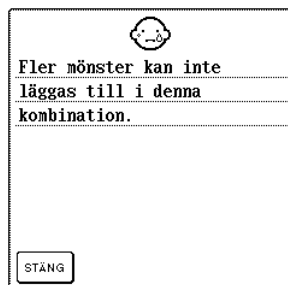 Fler mönster kan inte
läggas till i denna
kombination.
STÄNG